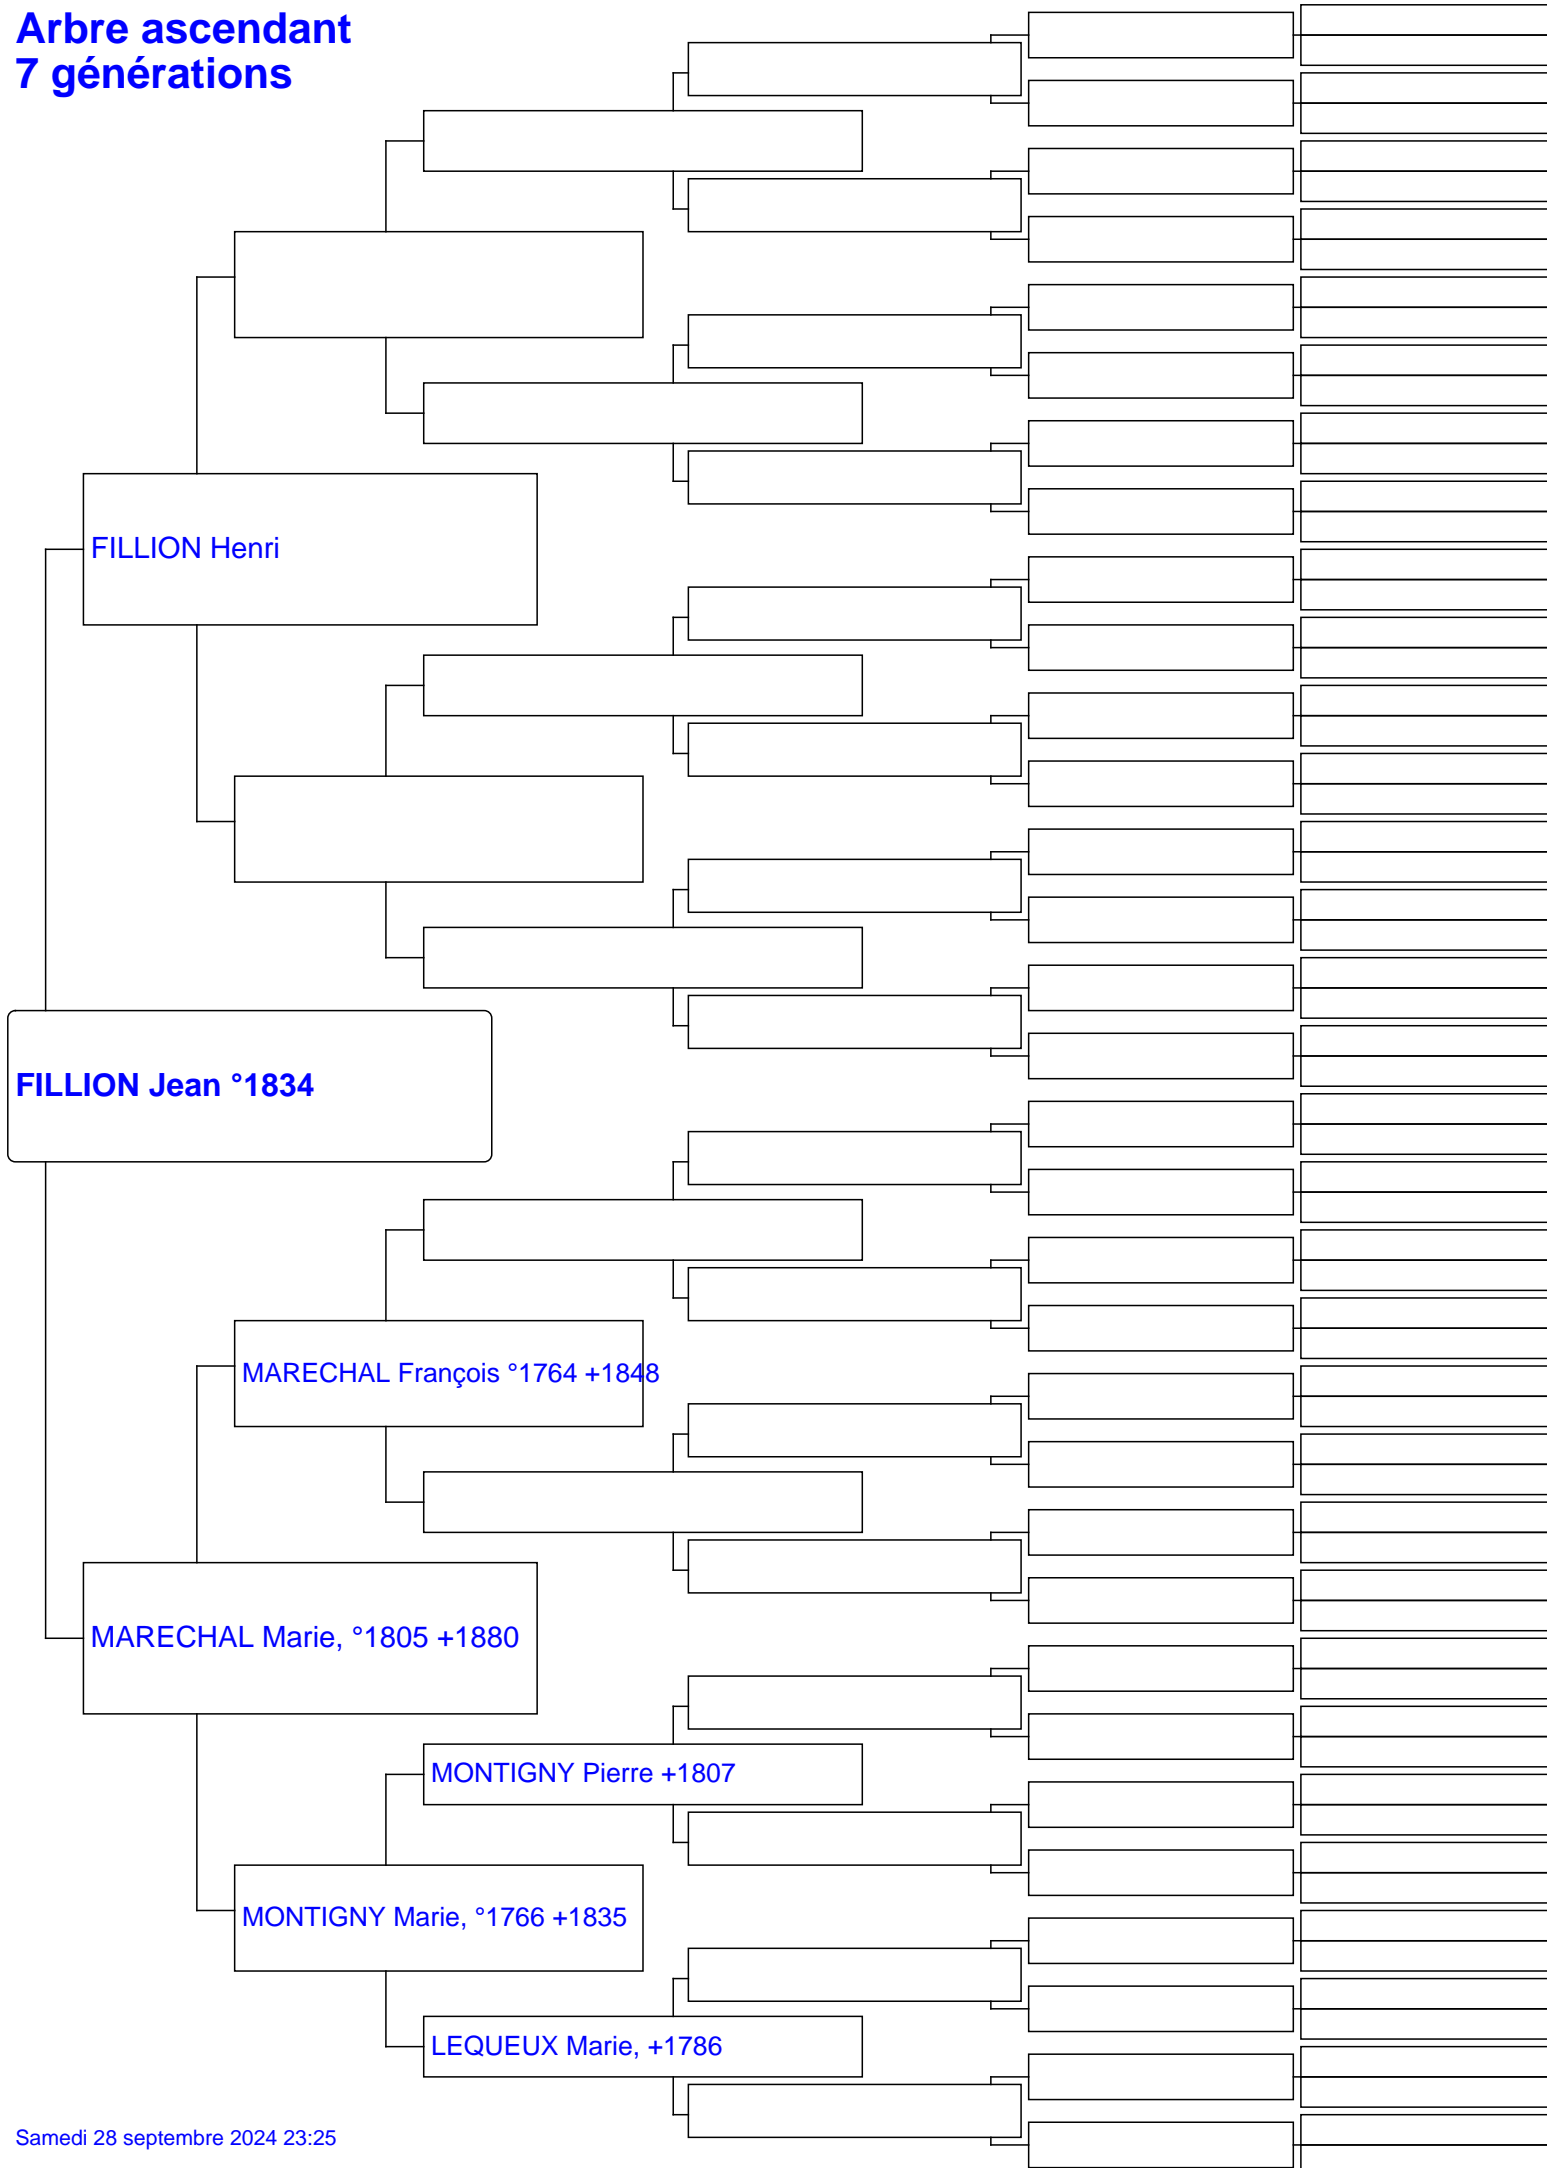 Arbre ascendant
7 générations
FILLION Henri
FILLION Jean °1834
MARECHAL François °1764 +1848
MARECHAL Marie, °1805 +1880
MONTIGNY Pierre +1807
MONTIGNY Marie, °1766 +1835
LEQUEUX Marie, +1786
Samedi 28 septembre 2024 23:25